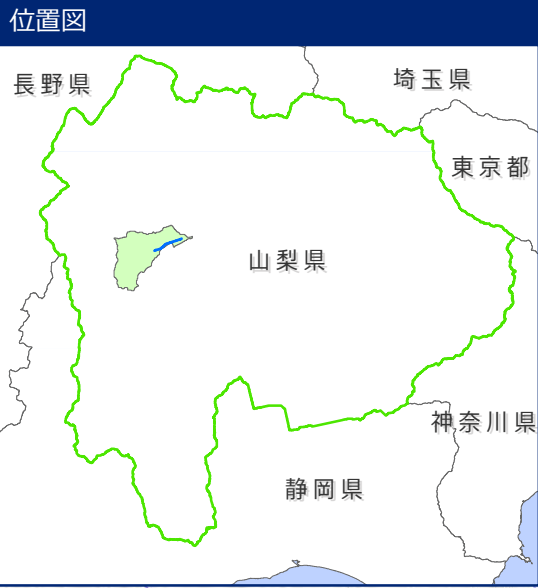 位置図
長野県
埼玉県
東京都
山梨県
神奈川県
静岡県